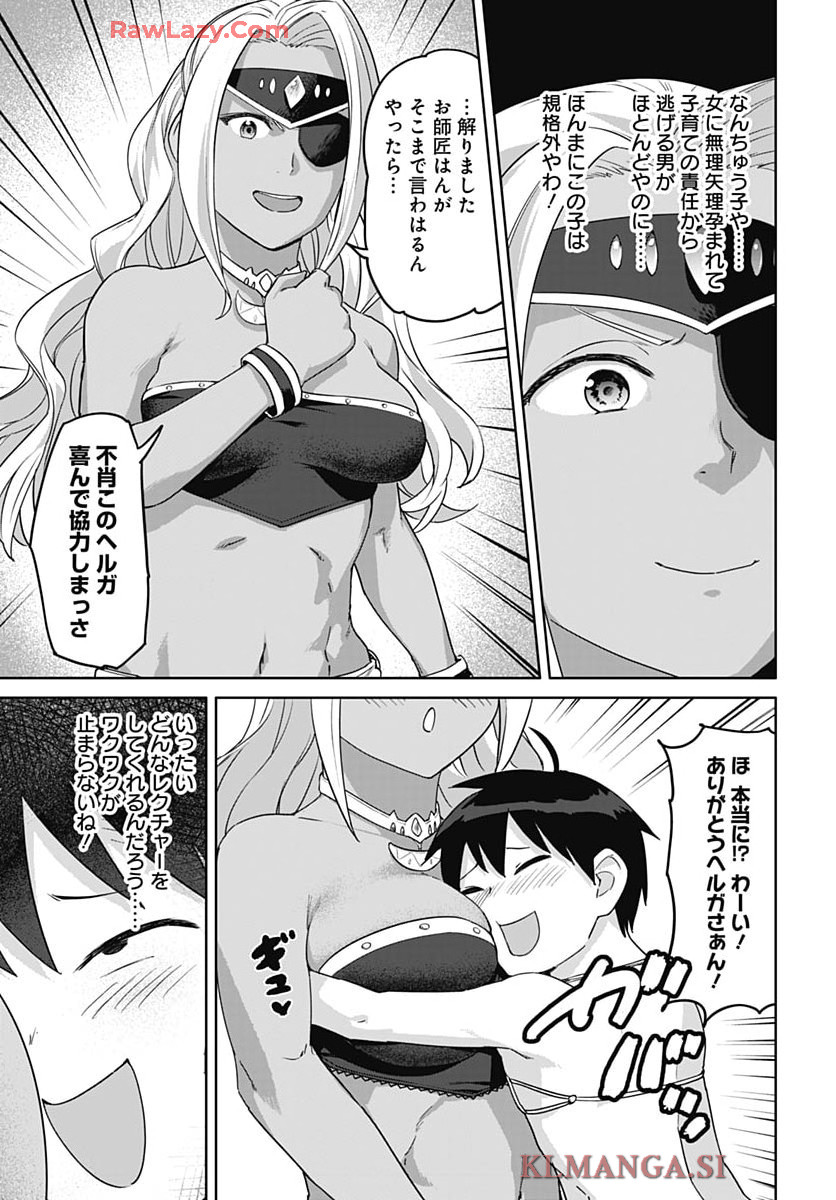 RawLazy.Com
なんちゅう子や……
女に無理矢理孕まれて
子育ての責任から
逃げる男が
ほとんどやのに……
ほんまにこの子は
規格外やわ!
…解りました
お師匠はんが
そこまで言わはるん
やったら…
不肖このヘルガ
喜んで協力しまっさ
ほ 本当に!? わーい!
ありがとうヘルガさぁん!
ガバッ
ギュ♥
いったい
どんなレクチャーを
してくれるんだろう……
ワクワクが
止まらないね!
KLMANGA.SI